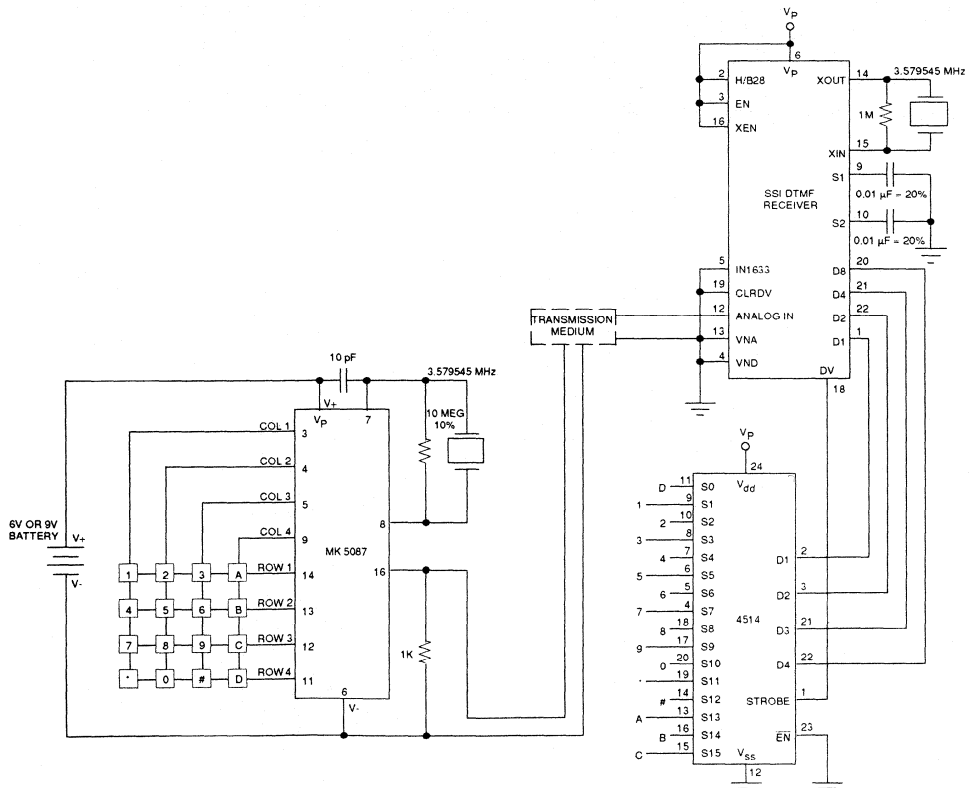 VP
6
VP
2 H/B28
3 EN
16 XEN
XOUT 14
3.579545 MHz
1M
XIN 15
S1 9
0.01 µF = 20%
SSI DTMF
RECEIVER
S2 10
0.01 µF = 20%
5 IN1633
19 CLRDV
12 ANALOG IN
13 VNA
4 VND
D8 20
D4 21
D2 22
D1 1
DV
18
TRANSMISSION
MEDIUM
10 pF
3.579545 MHz
V+
VP
7
10 MEG
10%
COL 1 3
COL 2 4
COL 3 5
COL 4 9
8
MK 5087
16
6V OR 9V
BATTERY
V+
V-
1 2 3 A ROW 1 14
4 5 6 B ROW 2 13
7 8 9 C ROW 3 12
* 0 # D ROW 4 11
1K
6
V-
VP
24
Vdd
D 11 S0
1 9 S1
2 10 S2
3 8 S3
4 7 S4
5 6 S5
6 5 S6
7 4 S7
8 18 S8
9 17 S9
0 20 S10
* 19 S11
# 14 S12
A 13 S13
B 16 S14
C 15 S15
4514
D1 2
D2 3
D3 21
D4 22
STROBE 1
EN 23
VSS
12